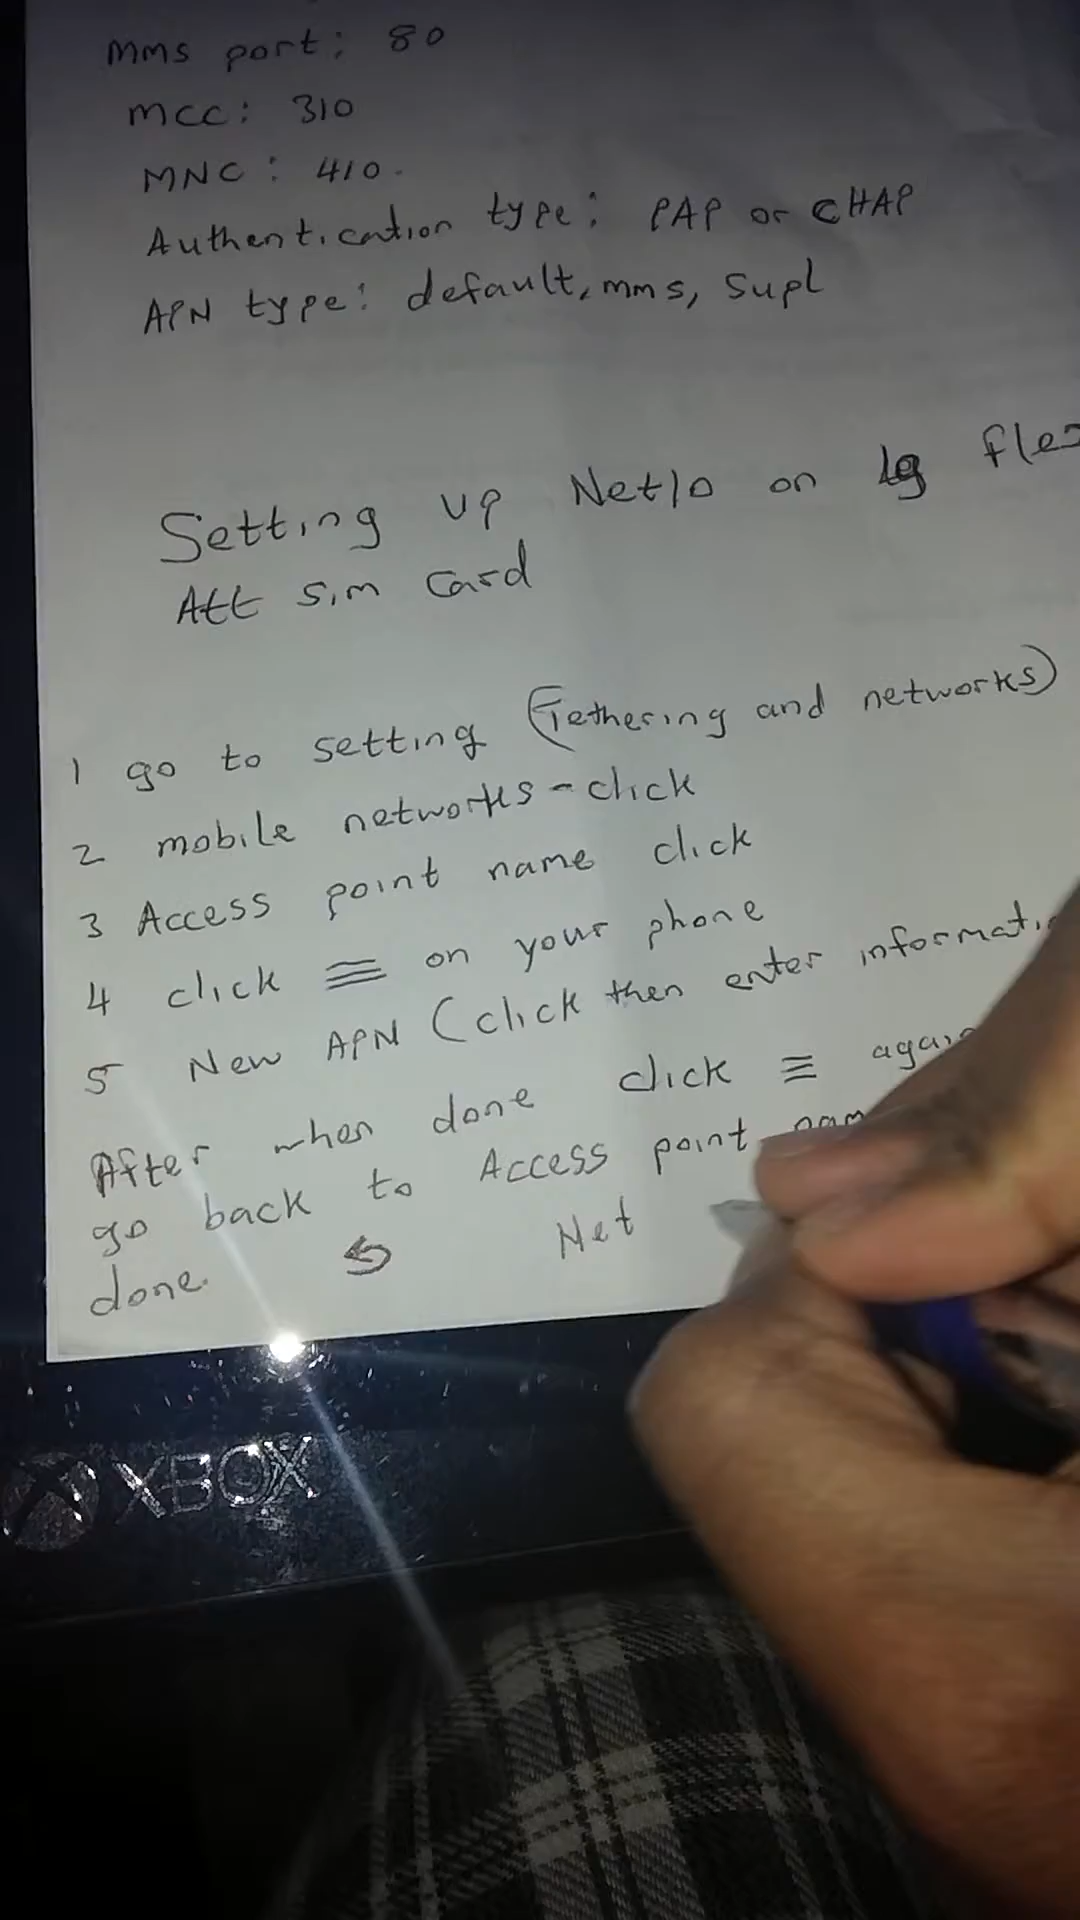 mms port: 80
MCC: 310
MNC: 410.
Authentication type: PAP or CHAP
APN type: default, mms, supl
Setting up Net10 on lg
Att sim card
1 go to setting (Tethering and networks)
2 mobile networks - click
3 Access point name click
4 click ≡ on your phone
5 New APN (click then enter
After when done click ≡
go back to Access point
done. Net
XBOX